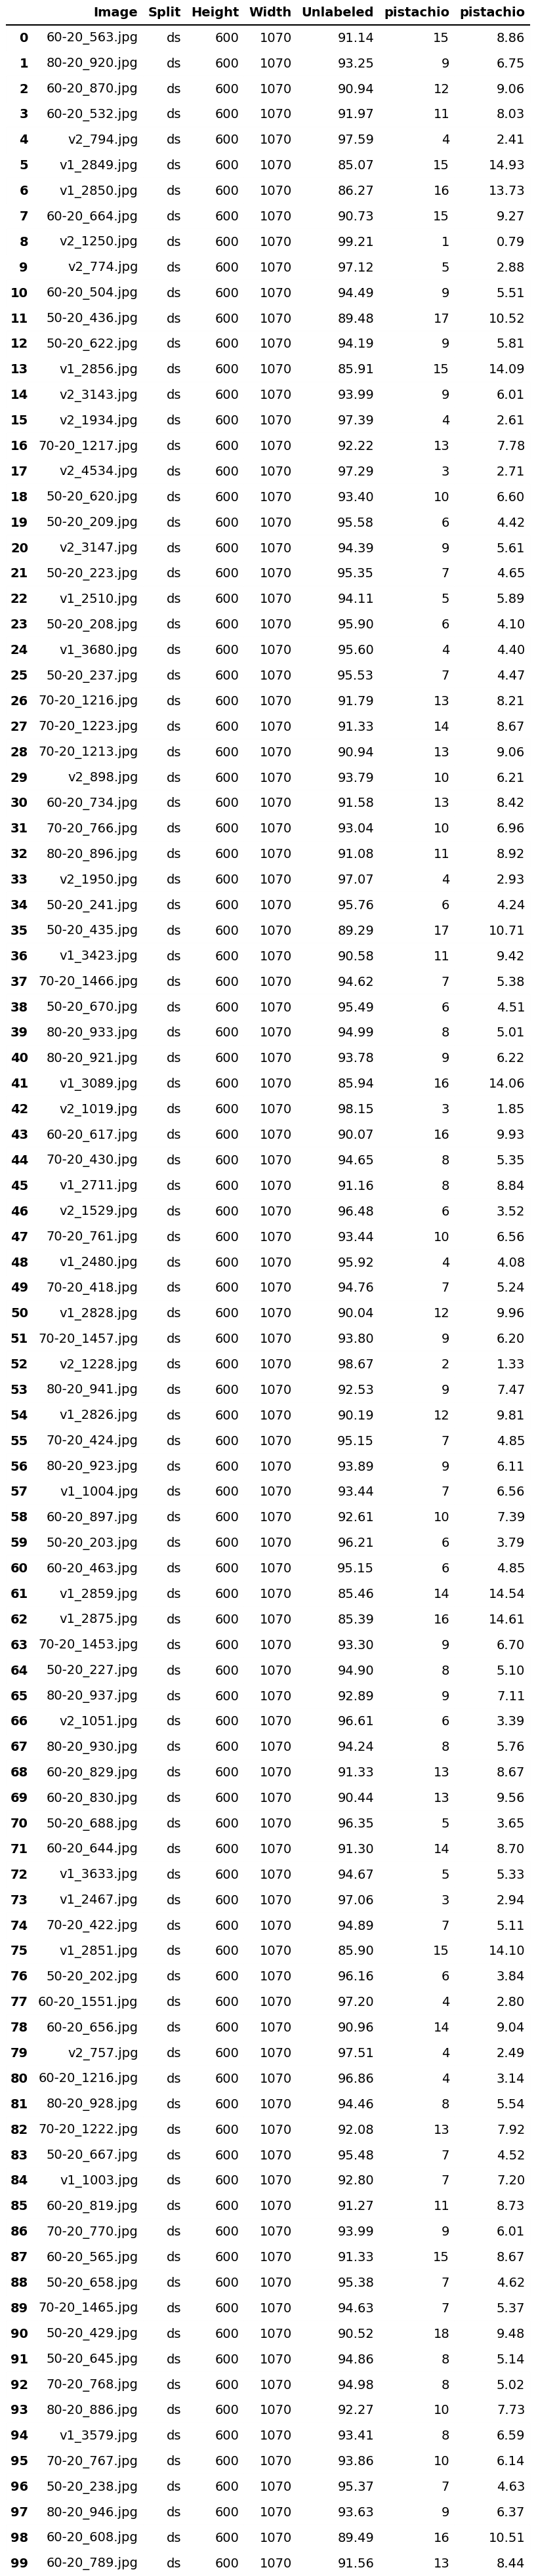 Image Split Height Width Unlabeled pistachio pistachio
0 60-20_563.jpg ds 600 1070 91.14 15 8.86
1 80-20_920.jpg ds 600 1070 93.25 9 6.75
2 60-20_870.jpg ds 600 1070 90.94 12 9.06
3 60-20_532.jpg ds 600 1070 91.97 11 8.03
4 v2_794.jpg ds 600 1070 97.59 4 2.41
5 v1_2849.jpg ds 600 1070 85.07 15 14.93
6 v1_2850.jpg ds 600 1070 86.27 16 13.73
7 60-20_664.jpg ds 600 1070 90.73 15 9.27
8 v2_1250.jpg ds 600 1070 99.21 1 0.79
9 v2_774.jpg ds 600 1070 97.12 5 2.88
10 60-20_504.jpg ds 600 1070 94.49 9 5.51
11 50-20_436.jpg ds 600 1070 89.48 17 10.52
12 50-20_622.jpg ds 600 1070 94.19 9 5.81
13 v1_2856.jpg ds 600 1070 85.91 15 14.09
14 v2_3143.jpg ds 600 1070 93.99 9 6.01
15 v2_1934.jpg ds 600 1070 97.39 4 2.61
16 70-20_1217.jpg ds 600 1070 92.22 13 7.78
17 v2_4534.jpg ds 600 1070 97.29 3 2.71
18 50-20_620.jpg ds 600 1070 93.40 10 6.60
19 50-20_209.jpg ds 600 1070 95.58 6 4.42
20 v2_3147.jpg ds 600 1070 94.39 9 5.61
21 50-20_223.jpg ds 600 1070 95.35 7 4.65
22 v1_2510.jpg ds 600 1070 94.11 5 5.89
23 50-20_208.jpg ds 600 1070 95.90 6 4.10
24 v1_3680.jpg ds 600 1070 95.60 4 4.40
25 50-20_237.jpg ds 600 1070 95.53 7 4.47
26 70-20_1216.jpg ds 600 1070 91.79 13 8.21
27 70-20_1223.jpg ds 600 1070 91.33 14 8.67
28 70-20_1213.jpg ds 600 1070 90.94 13 9.06
29 v2_898.jpg ds 600 1070 93.79 10 6.21
30 60-20_734.jpg ds 600 1070 91.58 13 8.42
31 70-20_766.jpg ds 600 1070 93.04 10 6.96
32 80-20_896.jpg ds 600 1070 91.08 11 8.92
33 v2_1950.jpg ds 600 1070 97.07 4 2.93
34 50-20_241.jpg ds 600 1070 95.76 6 4.24
35 50-20_435.jpg ds 600 1070 89.29 17 10.71
36 v1_3423.jpg ds 600 1070 90.58 11 9.42
37 70-20_1466.jpg ds 600 1070 94.62 7 5.38
38 50-20_670.jpg ds 600 1070 95.49 6 4.51
39 80-20_933.jpg ds 600 1070 94.99 8 5.01
40 80-20_921.jpg ds 600 1070 93.78 9 6.22
41 v1_3089.jpg ds 600 1070 85.94 16 14.06
42 v2_1019.jpg ds 600 1070 98.15 3 1.85
43 60-20_617.jpg ds 600 1070 90.07 16 9.93
44 70-20_430.jpg ds 600 1070 94.65 8 5.35
45 v1_2711.jpg ds 600 1070 91.16 8 8.84
46 v2_1529.jpg ds 600 1070 96.48 6 3.52
47 70-20_761.jpg ds 600 1070 93.44 10 6.56
48 v1_2480.jpg ds 600 1070 95.92 4 4.08
49 70-20_418.jpg ds 600 1070 94.76 7 5.24
50 v1_2828.jpg ds 600 1070 90.04 12 9.96
51 70-20_1457.jpg ds 600 1070 93.80 9 6.20
52 v2_1228.jpg ds 600 1070 98.67 2 1.33
53 80-20_941.jpg ds 600 1070 92.53 9 7.47
54 v1_2826.jpg ds 600 1070 90.19 12 9.81
55 70-20_424.jpg ds 600 1070 95.15 7 4.85
56 80-20_923.jpg ds 600 1070 93.89 9 6.11
57 v1_1004.jpg ds 600 1070 93.44 7 6.56
58 60-20_897.jpg ds 600 1070 92.61 10 7.39
59 50-20_203.jpg ds 600 1070 96.21 6 3.79
60 60-20_463.jpg ds 600 1070 95.15 6 4.85
61 v1_2859.jpg ds 600 1070 85.46 14 14.54
62 v1_2875.jpg ds 600 1070 85.39 16 14.61
63 70-20_1453.jpg ds 600 1070 93.30 9 6.70
64 50-20_227.jpg ds 600 1070 94.90 8 5.10
65 80-20_937.jpg ds 600 1070 92.89 9 7.11
66 v2_1051.jpg ds 600 1070 96.61 6 3.39
67 80-20_930.jpg ds 600 1070 94.24 8 5.76
68 60-20_829.jpg ds 600 1070 91.33 13 8.67
69 60-20_830.jpg ds 600 1070 90.44 13 9.56
70 50-20_688.jpg ds 600 1070 96.35 5 3.65
71 60-20_644.jpg ds 600 1070 91.30 14 8.70
72 v1_3633.jpg ds 600 1070 94.67 5 5.33
73 v1_2467.jpg ds 600 1070 97.06 3 2.94
74 70-20_422.jpg ds 600 1070 94.89 7 5.11
75 v1_2851.jpg ds 600 1070 85.90 15 14.10
76 50-20_202.jpg ds 600 1070 96.16 6 3.84
77 60-20_1551.jpg ds 600 1070 97.20 4 2.80
78 60-20_656.jpg ds 600 1070 90.96 14 9.04
79 v2_757.jpg ds 600 1070 97.51 4 2.49
80 60-20_1216.jpg ds 600 1070 96.86 4 3.14
81 80-20_928.jpg ds 600 1070 94.46 8 5.54
82 70-20_1222.jpg ds 600 1070 92.08 13 7.92
83 50-20_667.jpg ds 600 1070 95.48 7 4.52
84 v1_1003.jpg ds 600 1070 92.80 7 7.20
85 60-20_819.jpg ds 600 1070 91.27 11 8.73
86 70-20_770.jpg ds 600 1070 93.99 9 6.01
87 60-20_565.jpg ds 600 1070 91.33 15 8.67
88 50-20_658.jpg ds 600 1070 95.38 7 4.62
89 70-20_1465.jpg ds 600 1070 94.63 7 5.37
90 50-20_429.jpg ds 600 1070 90.52 18 9.48
91 50-20_645.jpg ds 600 1070 94.86 8 5.14
92 70-20_768.jpg ds 600 1070 94.98 8 5.02
93 80-20_886.jpg ds 600 1070 92.27 10 7.73
94 v1_3579.jpg ds 600 1070 93.41 8 6.59
95 70-20_767.jpg ds 600 1070 93.86 10 6.14
96 50-20_238.jpg ds 600 1070 95.37 7 4.63
97 80-20_946.jpg ds 600 1070 93.63 9 6.37
98 60-20_608.jpg ds 600 1070 89.49 16 10.51
99 60-20_789.jpg ds 600 1070 91.56 13 8.44